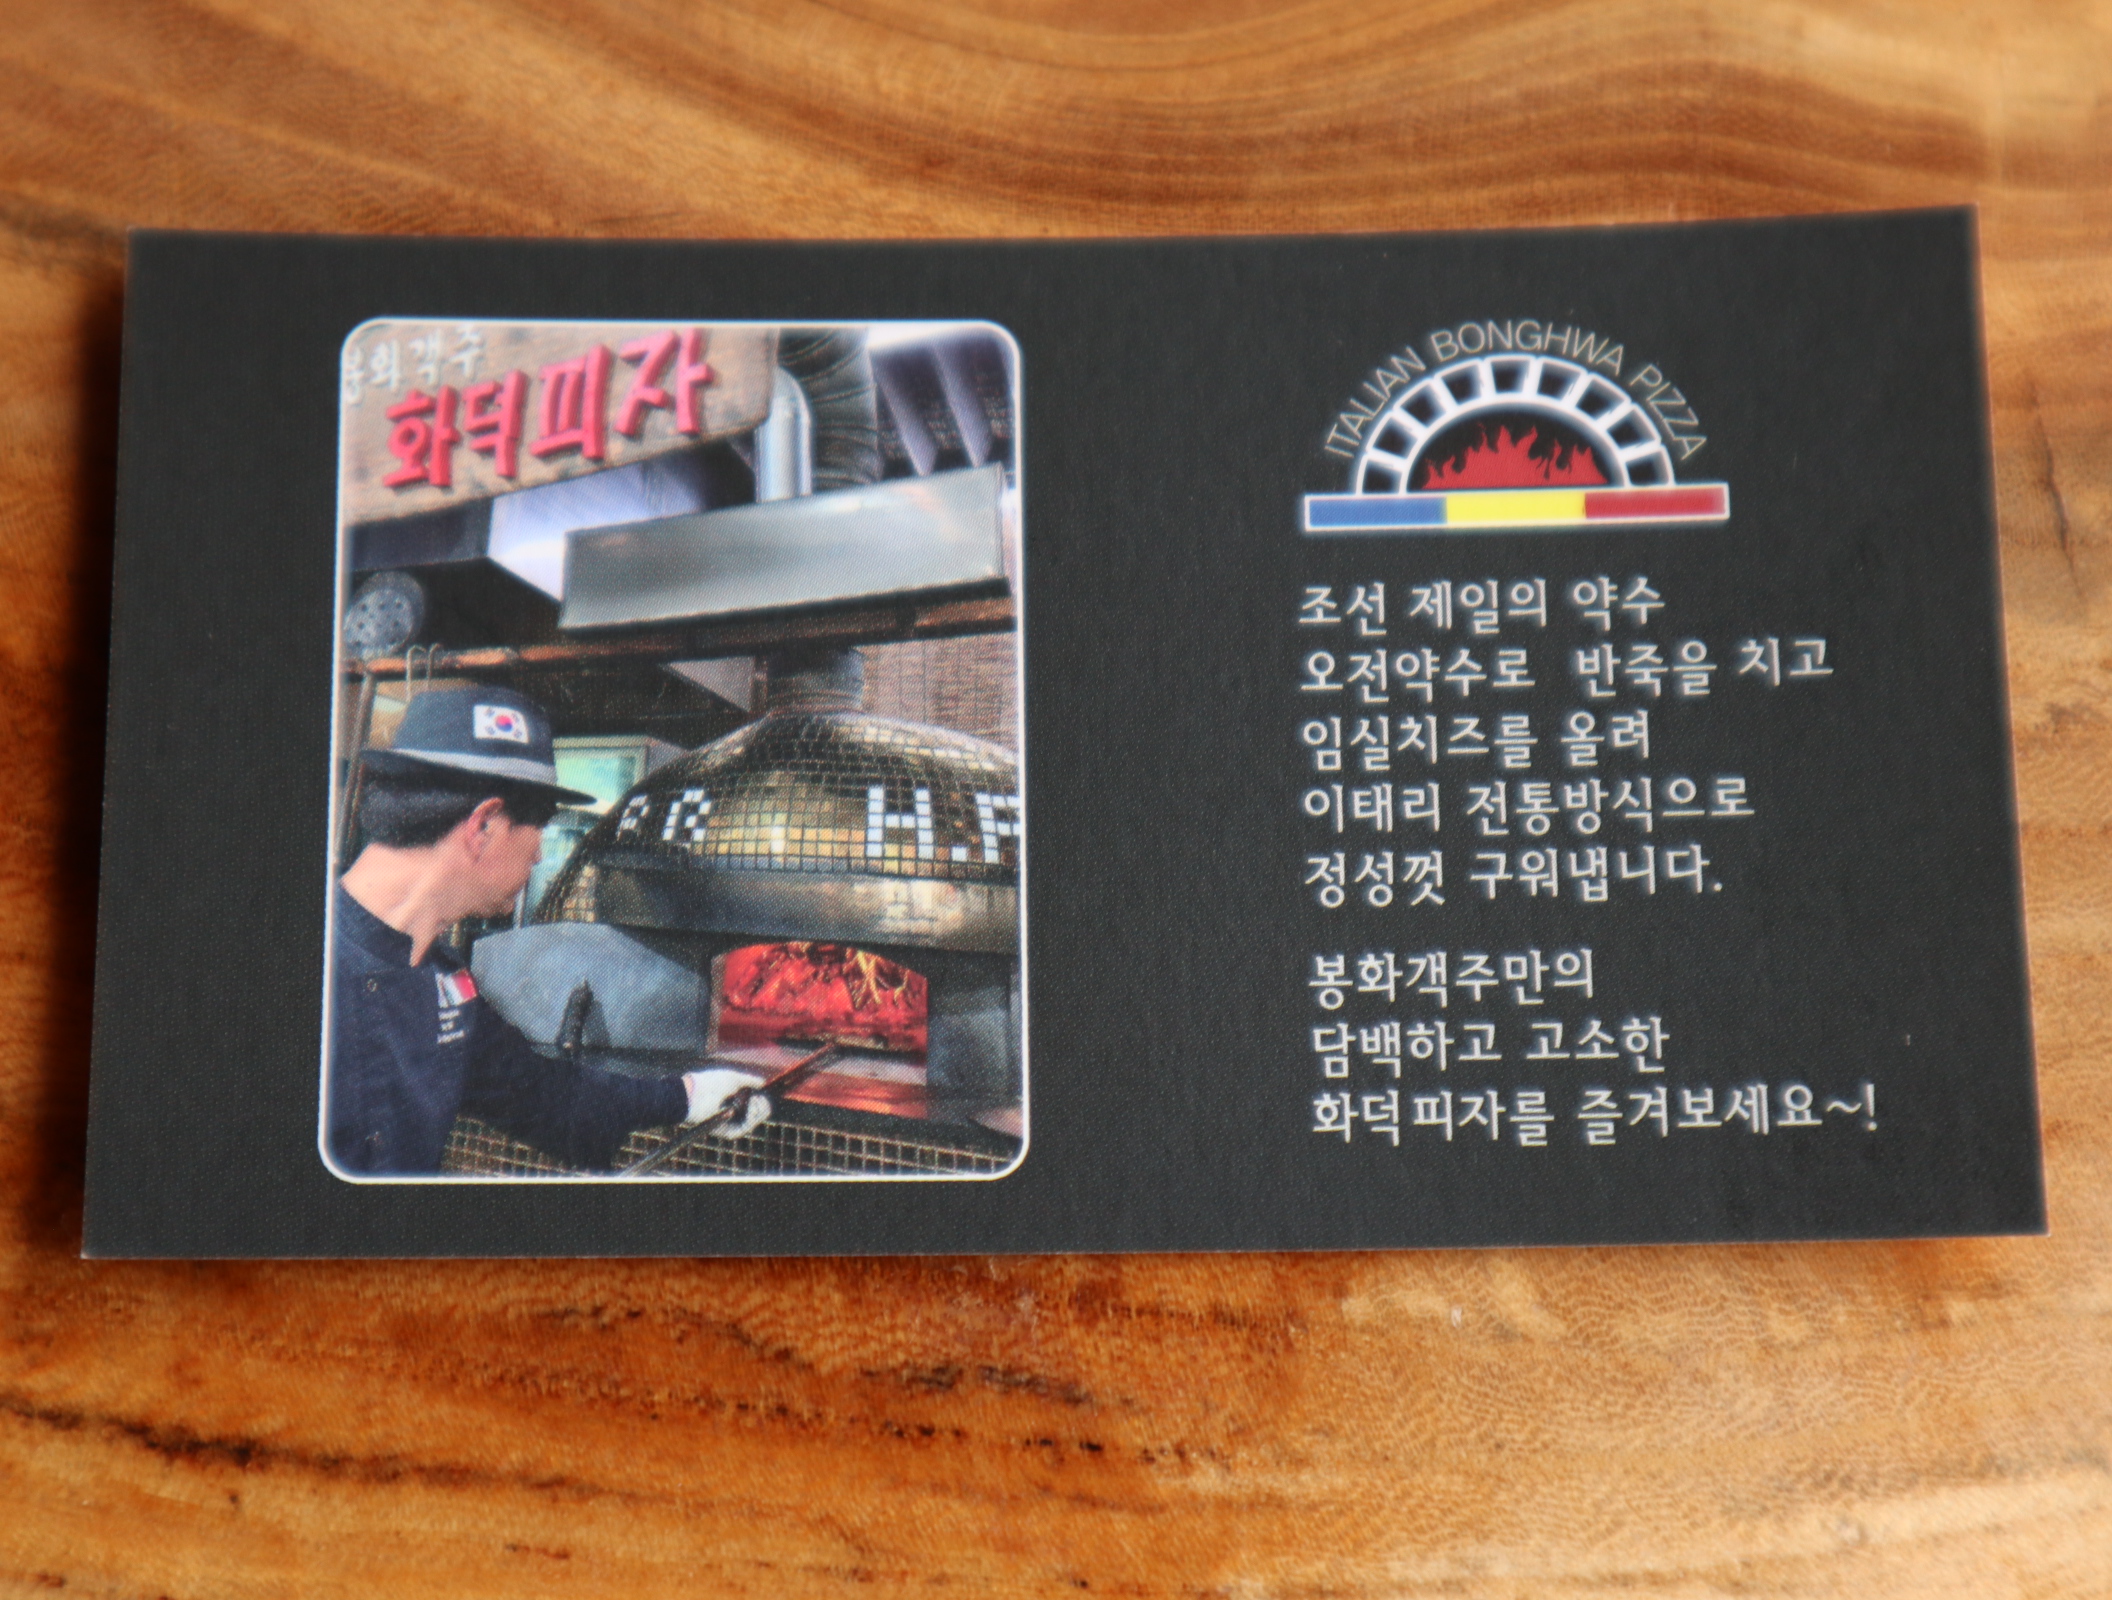 봉화객주
화덕피자
ITALIAN BONGHWA PIZZA
조선 제일의 약수
오전약수로 반죽을 치고
임실치즈를 올려
이태리 전통방식으로
정성껏 구워냅니다.
봉화객주만의
담백하고 고소한
화덕피자를 즐겨보세요~!